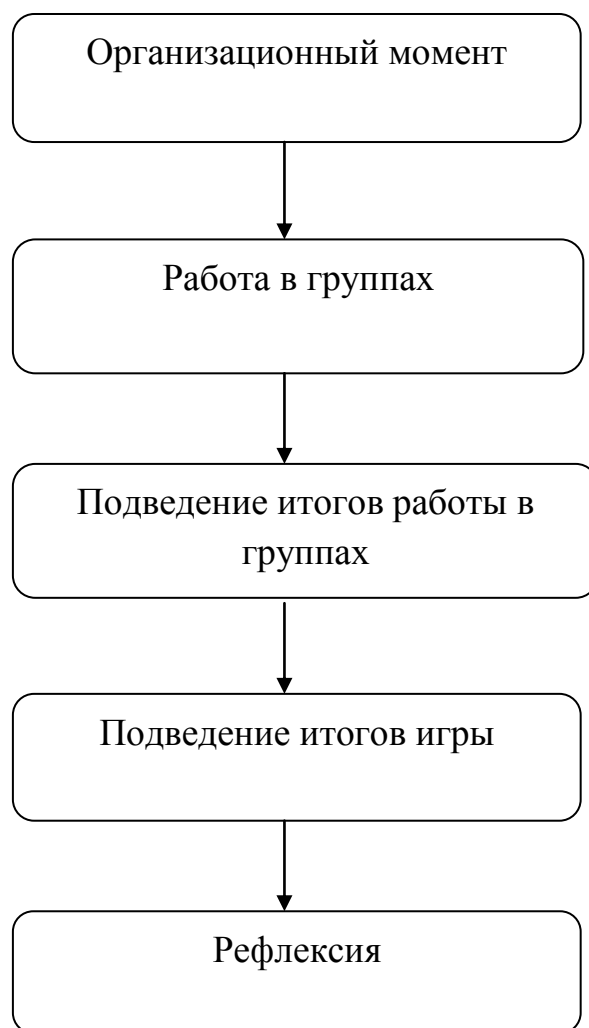 Организационный момент
Работа в группах
Подведение итогов работы в
группах
Подведение итогов игры
Рефлексия